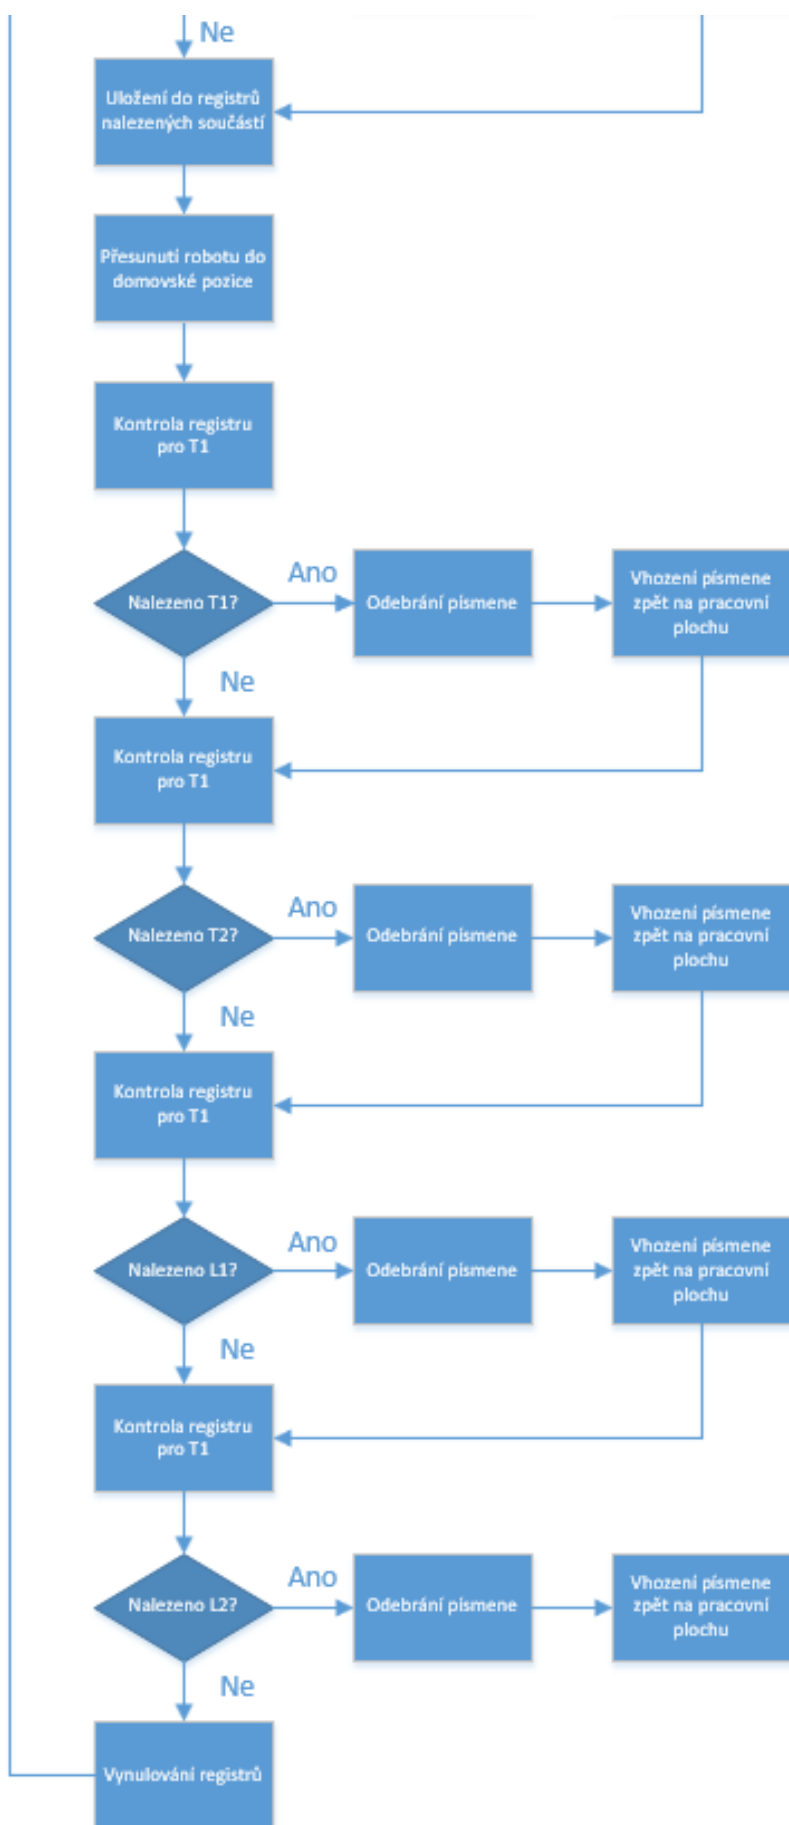 Ne
Uložení do registrů
nalezených součástí
Přesunutí robotu do
domovské pozice
Kontrola registru
pro T1
Nalezeno T1?
Ano
Odebrání písmene
Vhození písmene
zpět na pracovní
plochu
Ne
Kontrola registru
pro T1
Nalezeno T2?
Ano
Odebrání písmene
Vhození písmene
zpět na pracovní
plochu
Ne
Kontrola registru
pro T1
Nalezeno L1?
Ano
Odebrání písmene
Vhození písmene
zpět na pracovní
plochu
Ne
Kontrola registru
pro T1
Nalezeno L2?
Ano
Odebrání písmene
Vhození písmene
zpět na pracovní
plochu
Ne
Vynulování registrů